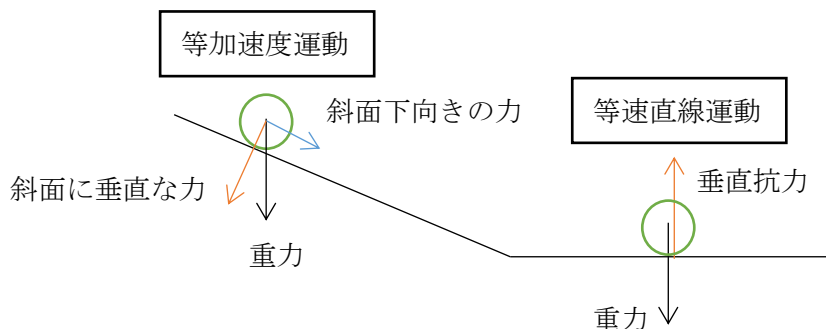 等加速度運動
斜面下向きの力
等速直線運動
斜面に垂直な力
垂直抗力
重力
重力